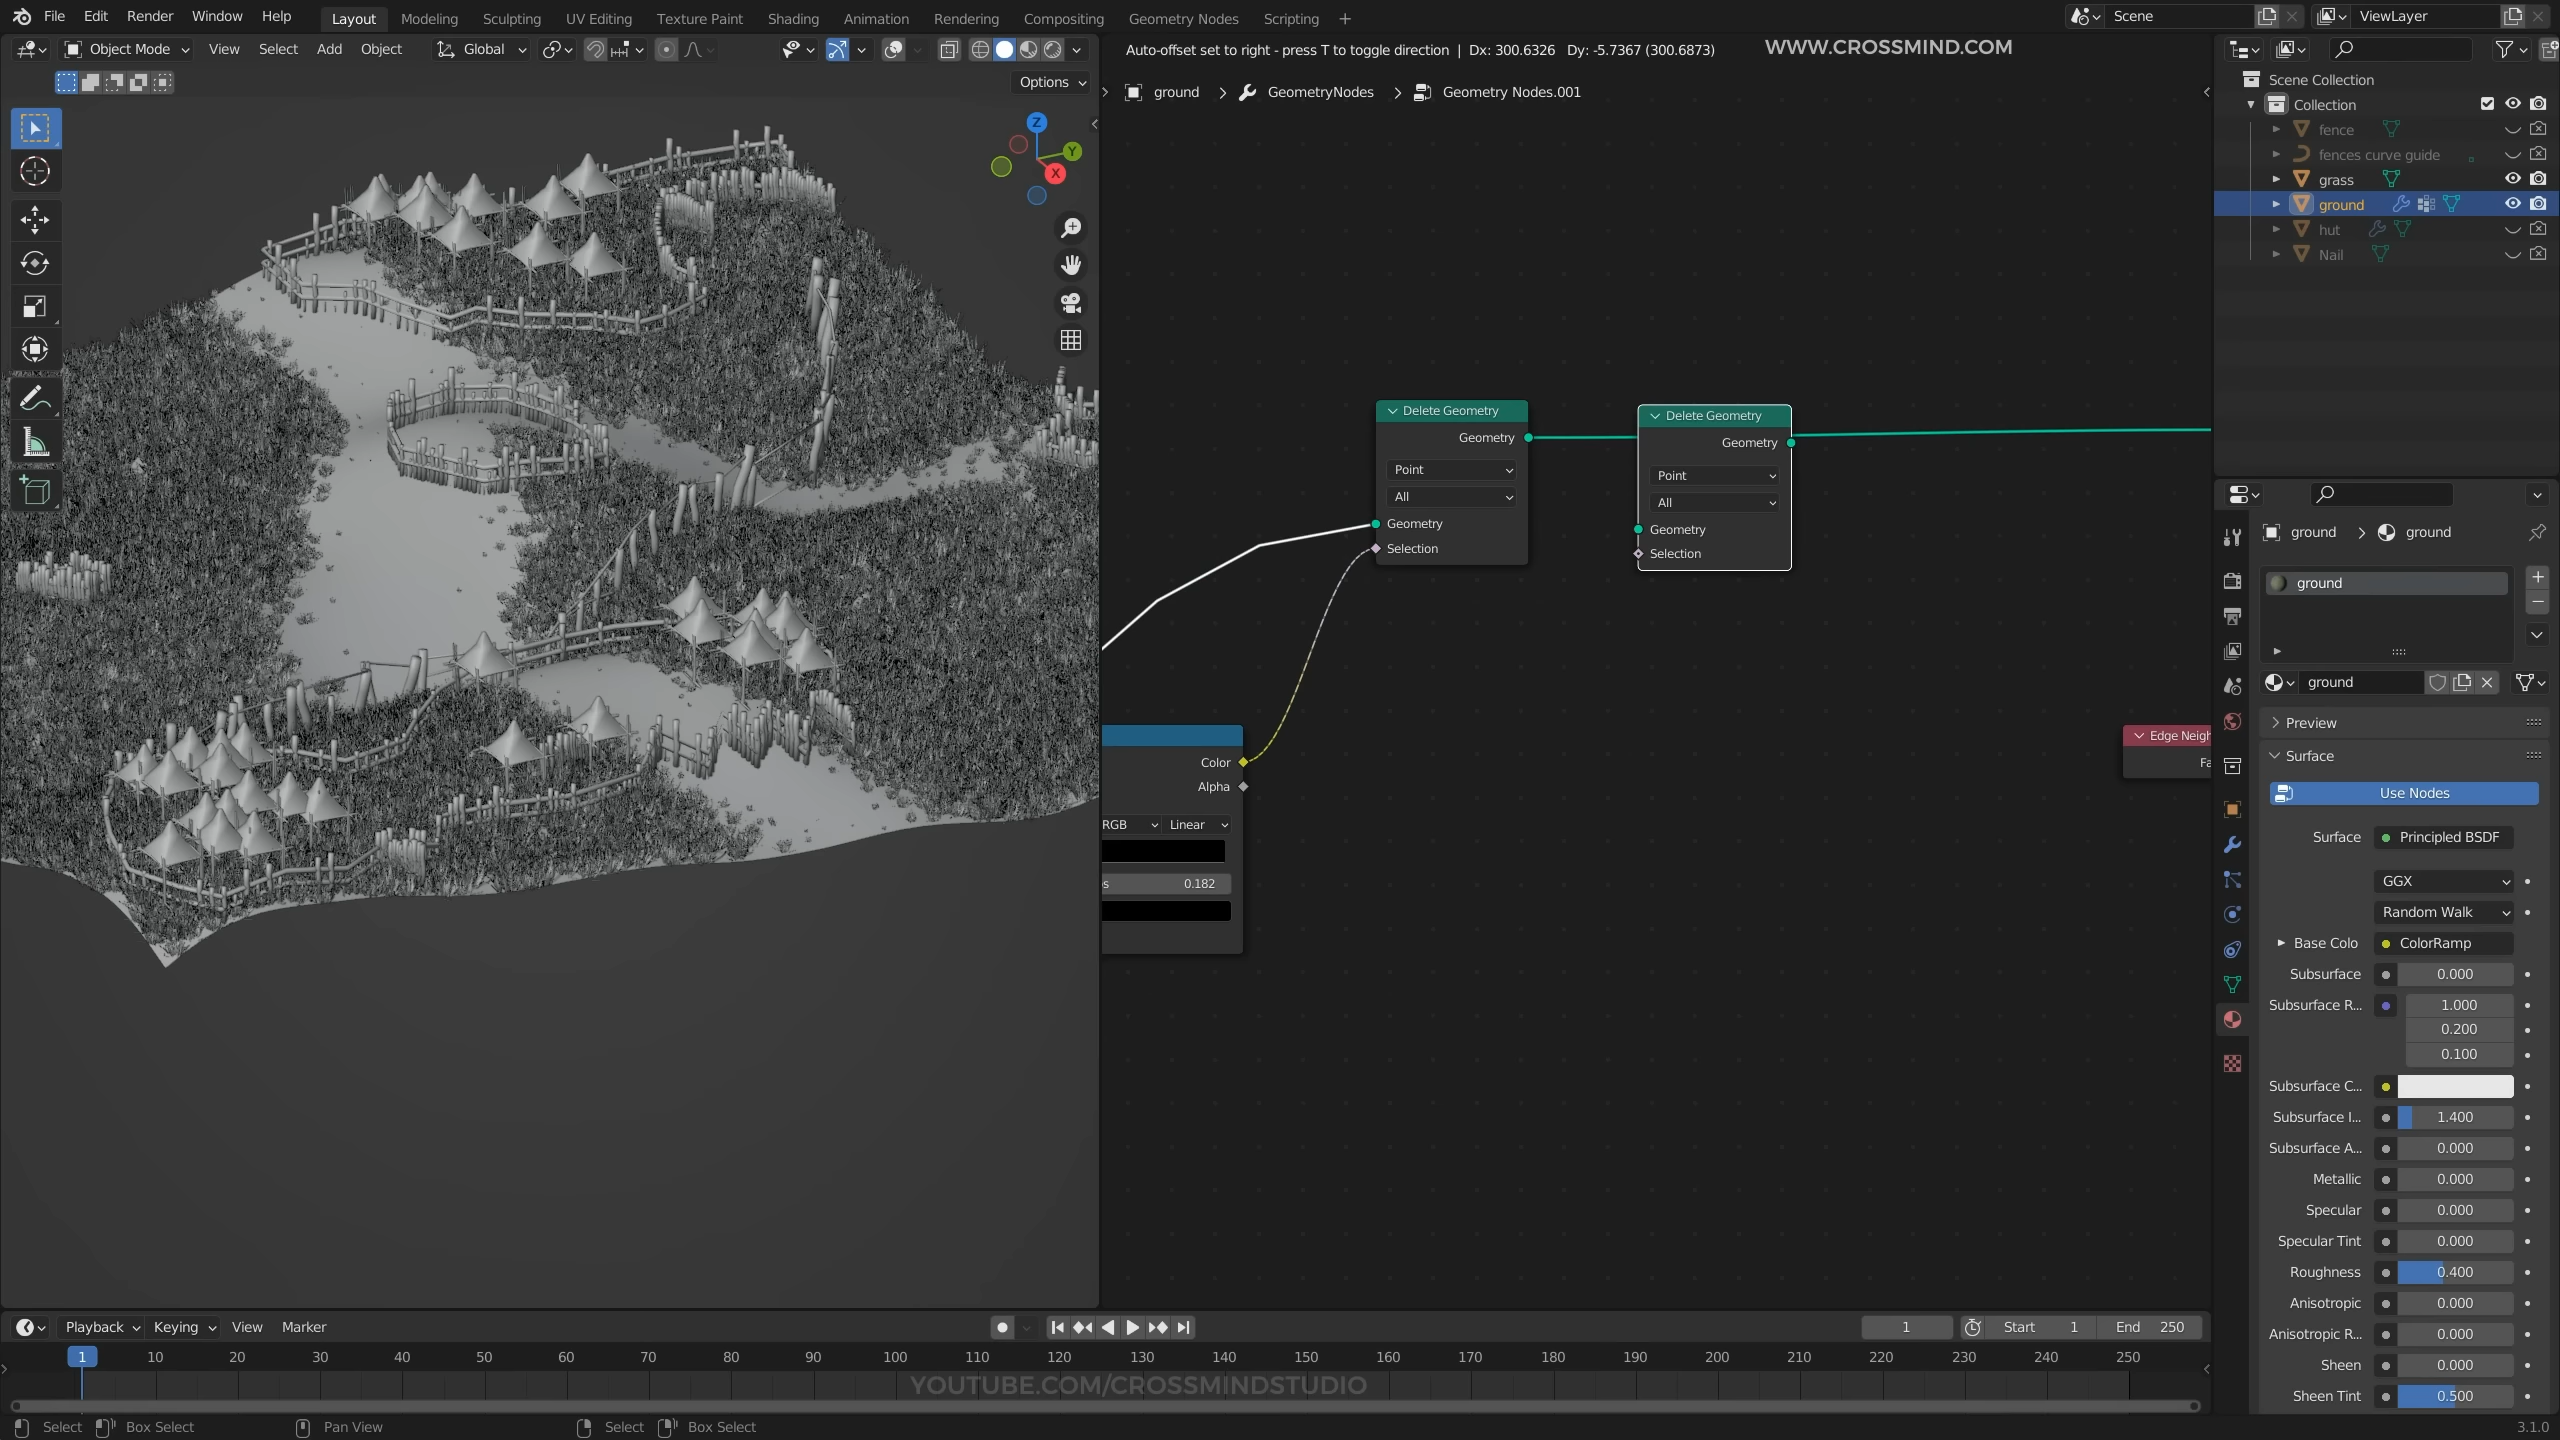 File Edit Render Window Help
Layout Modeling Sculpting UV Editing Texture Paint Shading Animation Rendering Compositing Geometry Nodes Scripting +
Scene
ViewLayer
Object Mode View Select Add Object Global
Options
Z
Y
X
Auto-offset set to right - press T to toggle direction | Dx: 300.6326 Dy: -5.7367 (300.6873)
WWW.CROSSMIND.COM
ground > GeometryNodes > Geometry Nodes.001
Delete Geometry
Geometry
Point
All
Geometry
Selection
Delete Geometry
Geometry
Point
All
Geometry
Selection
Color
Alpha
RGB Linear
s 0.182
Edge Neigh
Fa
Scene Collection
Collection
fence
fences curve guide
grass
ground
hut
Nail
ground > ground
ground
ground
Preview
Surface
Use Nodes
Surface Principled BSDF
GGX
Random Walk
Base Colo ColorRamp
Subsurface 0.000
Subsurface R... 1.000
0.200
0.100
Subsurface C...
Subsurface I... 1.400
Subsurface A... 0.000
Metallic 0.000
Specular 0.000
Specular Tint 0.000
Roughness 0.400
Anisotropic 0.000
Anisotropic R... 0.000
Sheen 0.000
Sheen Tint 0.500
Playback Keying View Marker
1 Start 1 End 250
1 10 20 30 40 50 60 70 80 90 100 110 120 130 140 150 160 170 180 190 200 210 220 230 240 250
YOUTUBE.COM/CROSSMINDSTUDIO
Select Box Select Pan View Select Box Select 3.1.0